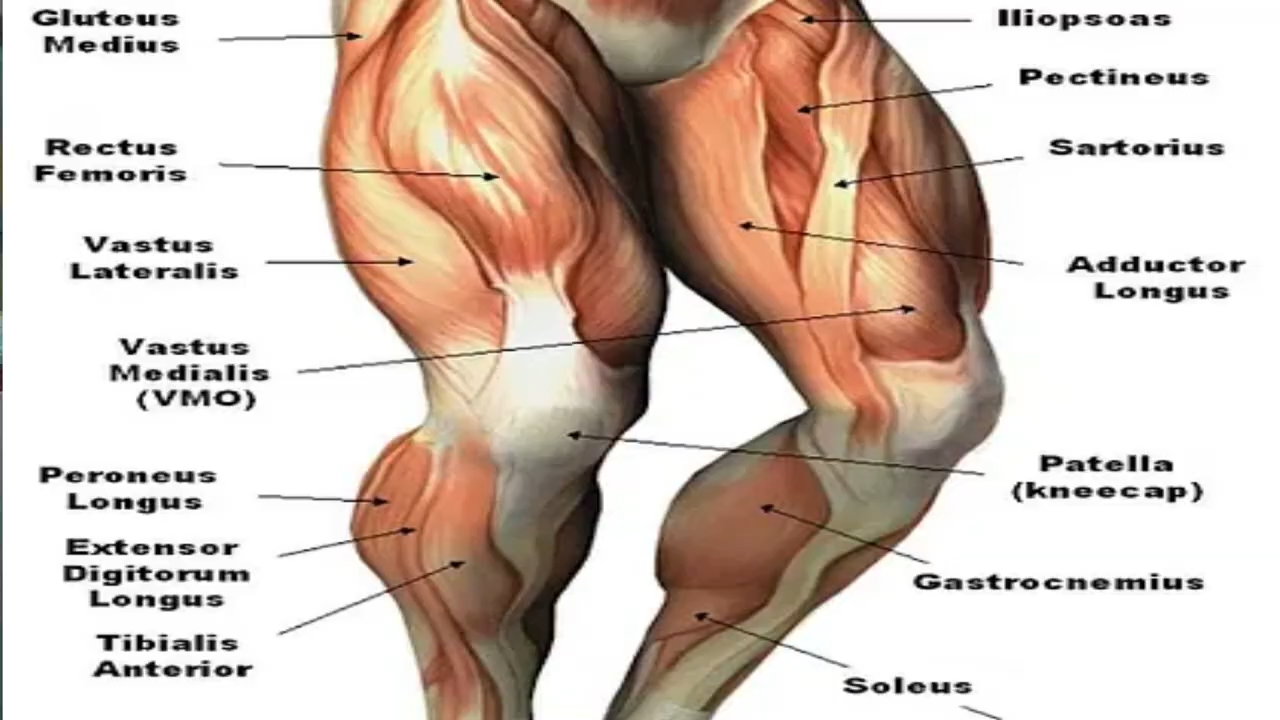 Gluteus
Medius
Rectus
Femoris
Vastus
Lateralis
Vastus
Medialis
(VMO)
Peroneus
Longus
Extensor
Digitorum
Longus
Tibialis
Anterior
Iliopsoas
Pectineus
Sartorius
Adductor
Longus
Patella
(kneecap)
Gastrocnemius
Soleus